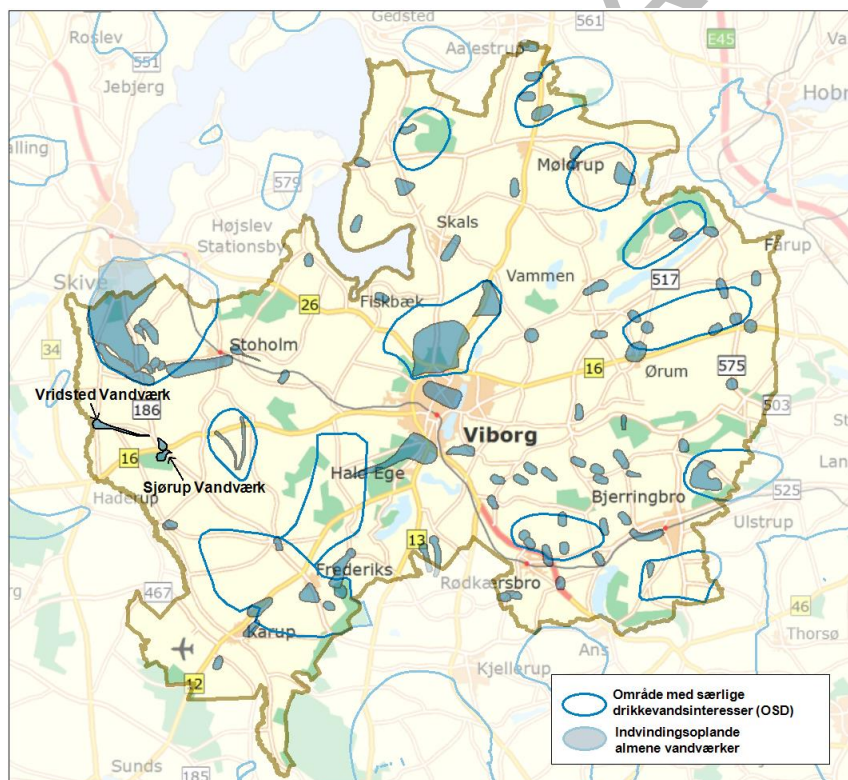 Roslev
Gedsted
561
Aalestrup
E45
551
Jebjerg
Hobr
alling
Møldrup
579
Højslev
Stationsby
Skals
Fårup
Skive
Vammen
517
26
Fiskbæk
34
Stoholm
16
Ørum
575
Vridsted Vandværk
186
503
Viborg
16
Hald Ege
Sjørup Vandværk
Haderup
Bjerringbro
525
Ulstrup
13
Frederiks
Rødkærsbro
467
46
Karup
Thorsø
Ans
Kjellerup
12
Område med særlige
drikkevandsinteresser (OSD)
Indvindingsoplande
almene vandværker
Sunds
185